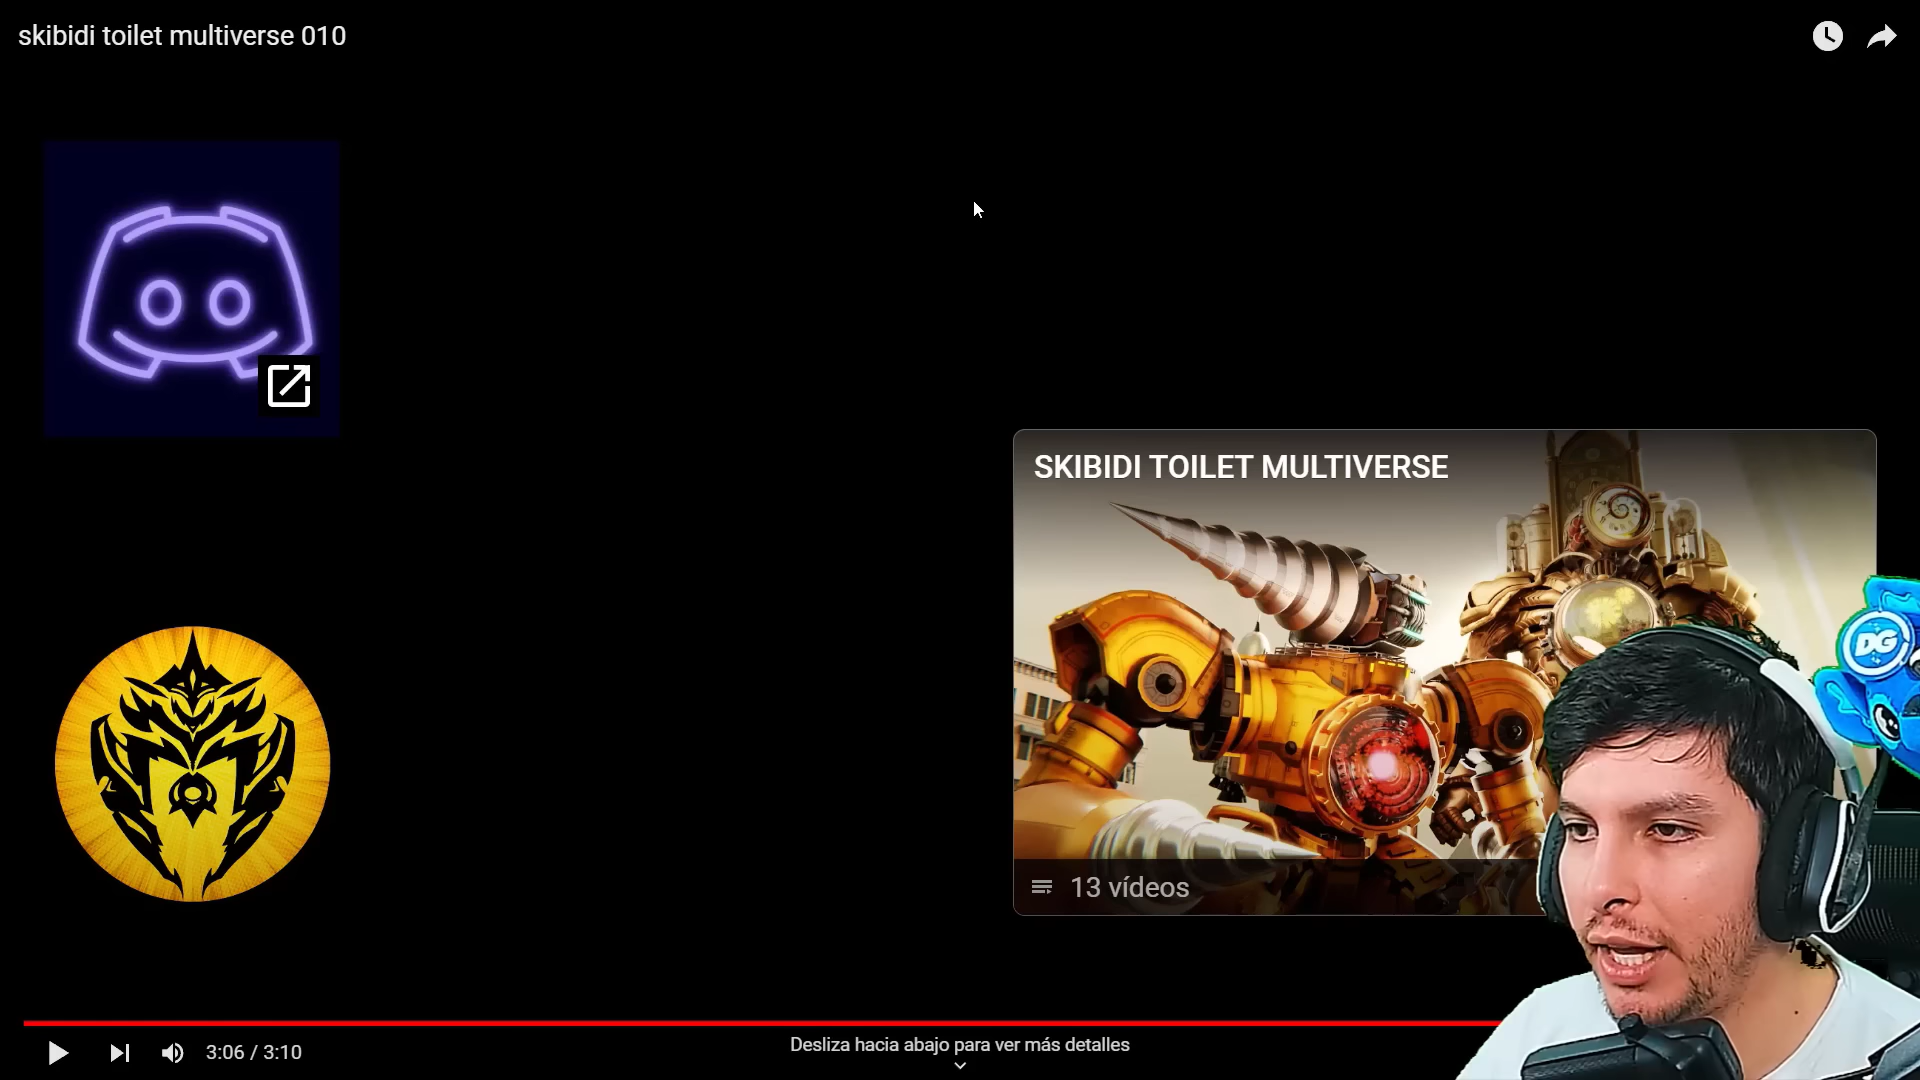 skibidi toilet multiverse 010
SKIBIDI TOILET MULTIVERSE
DG
13 vídeos
Desliza hacia abajo para ver más detalles
3:06 / 3:10